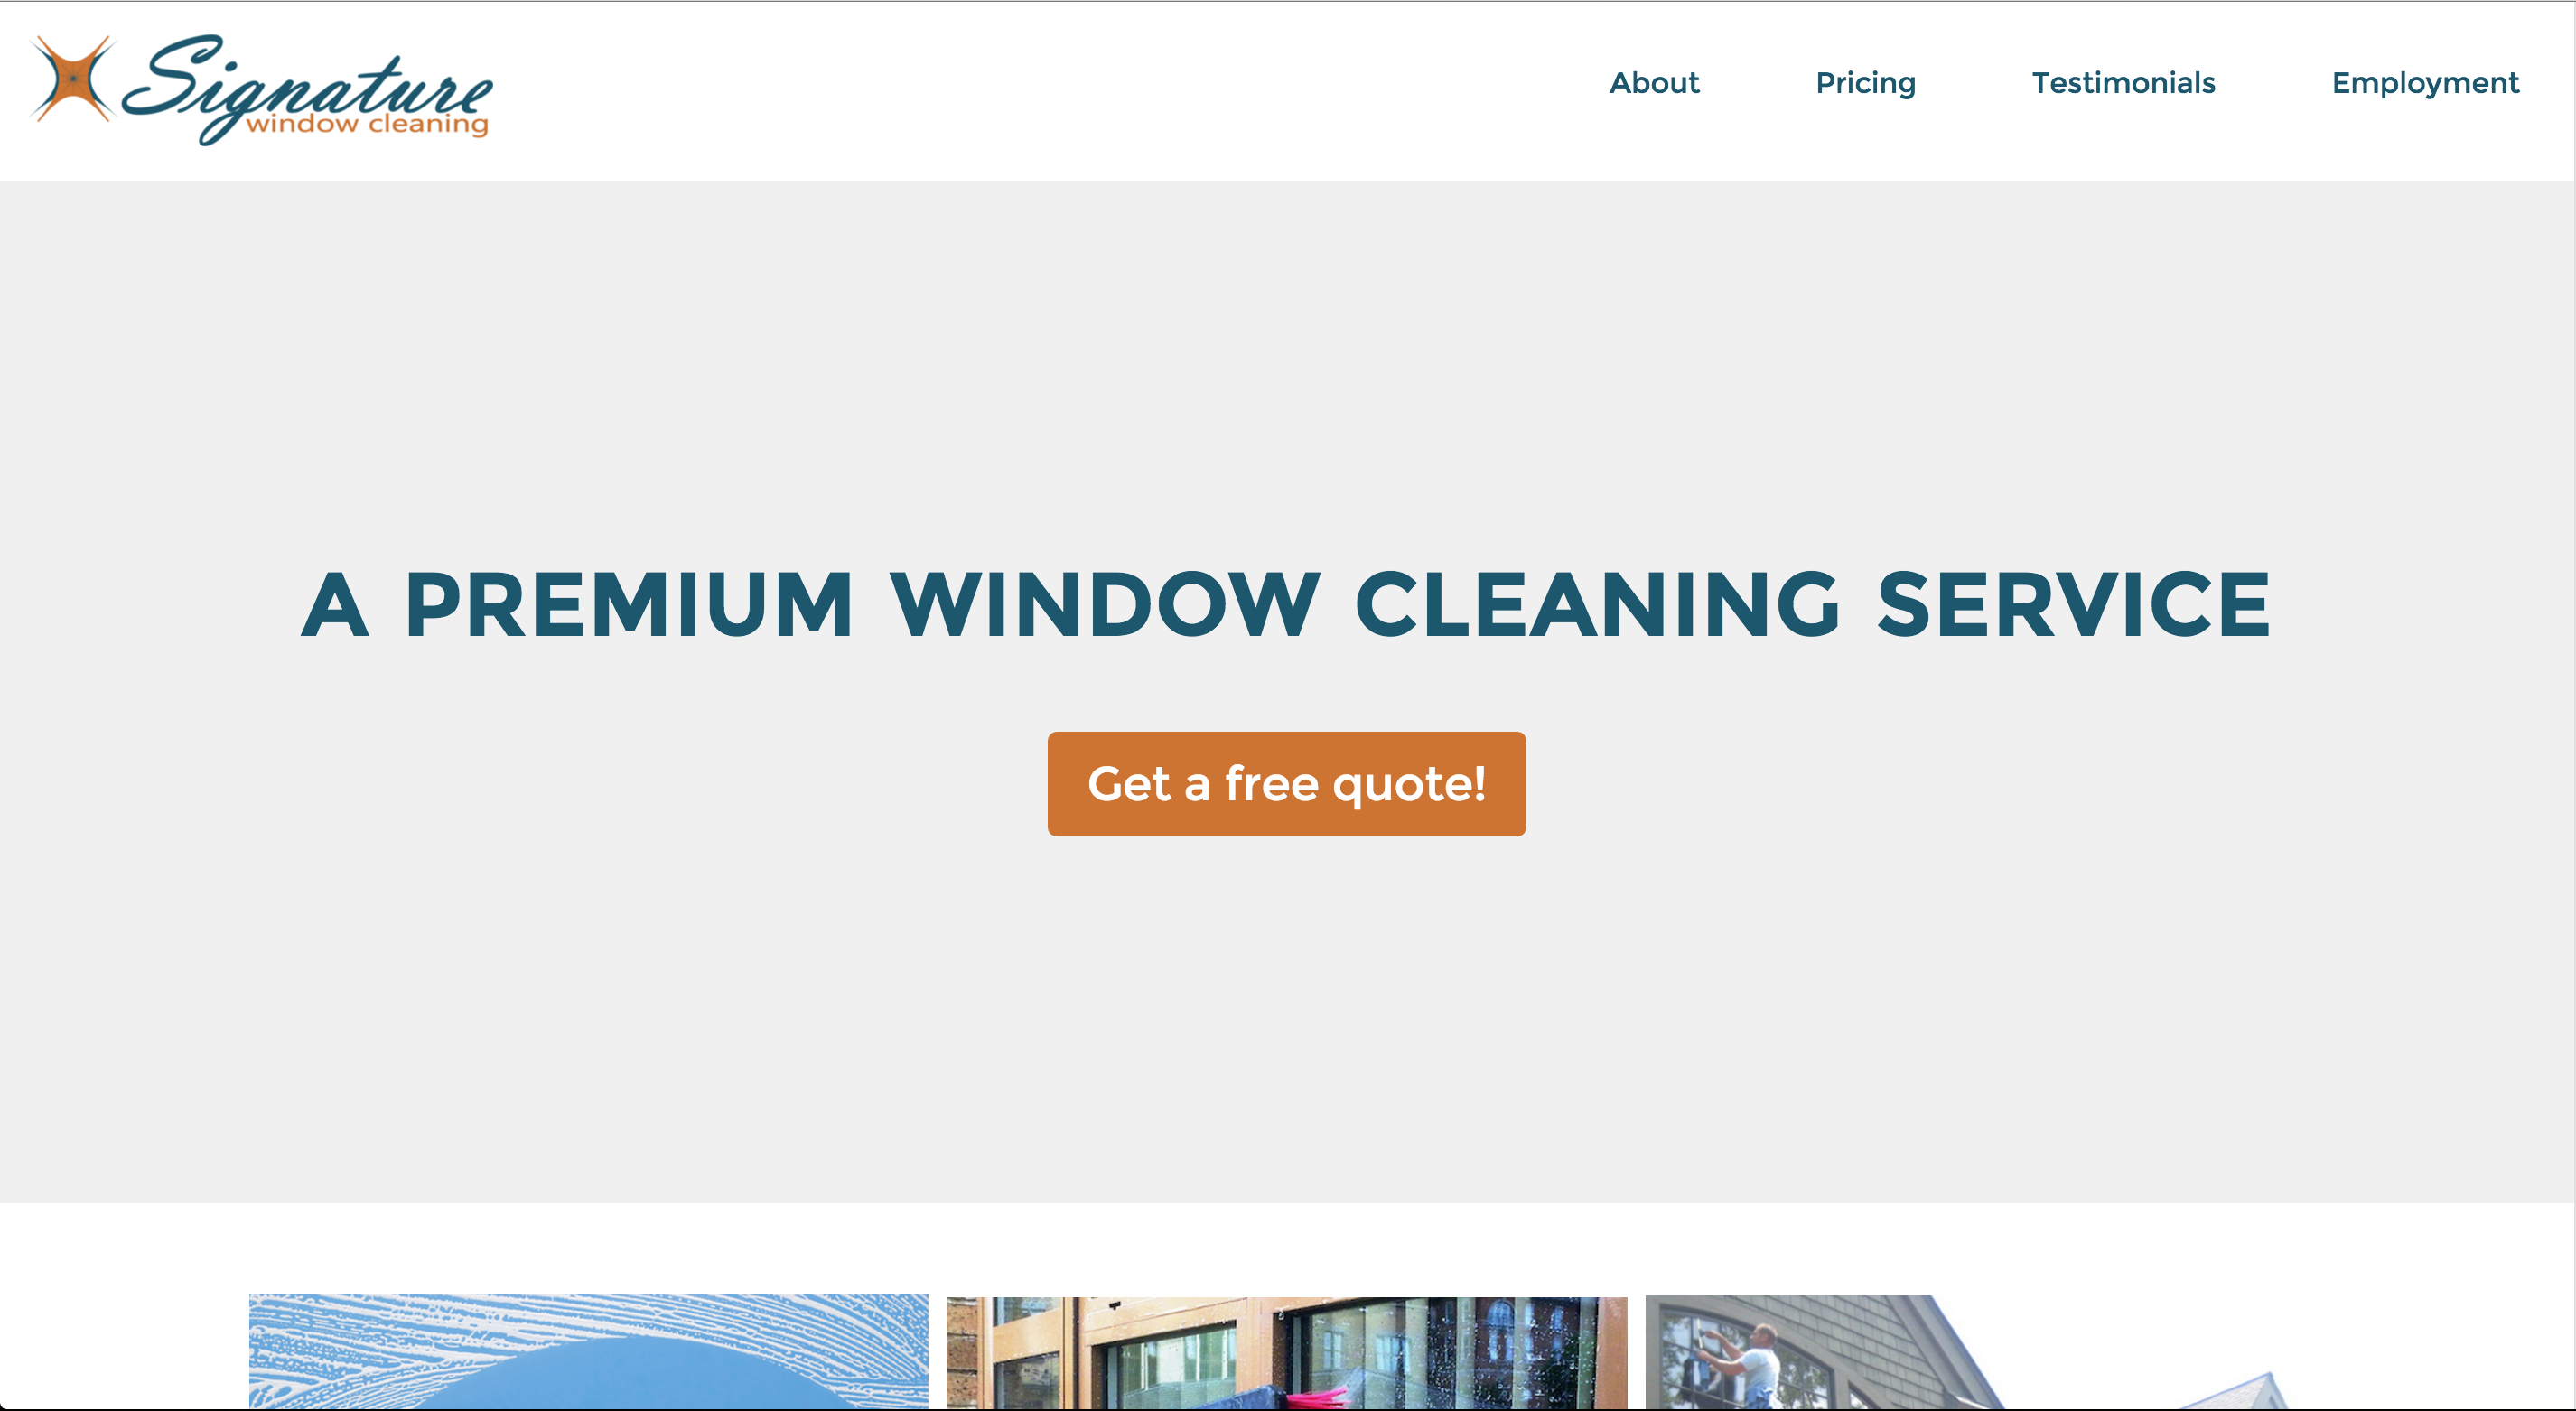 Signature
window cleaning
About Pricing Testimonials Employment
A PREMIUM WINDOW CLEANING SERVICE
Get a free quote!